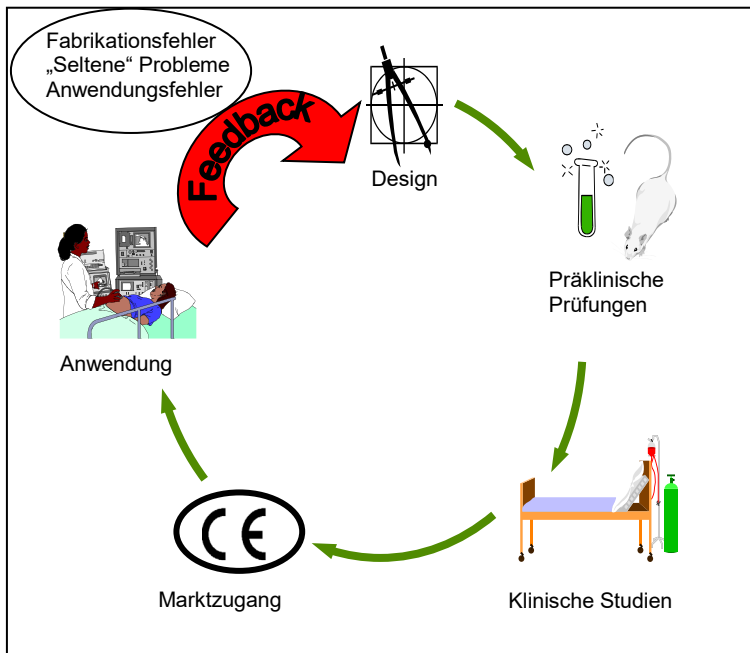 Fabrikationsfehler
„Seltene“ Probleme
Anwendungsfehler
Feedback
Design
Präklinische
Prüfungen
Anwendung
CE
Marktzugang
Klinische Studien